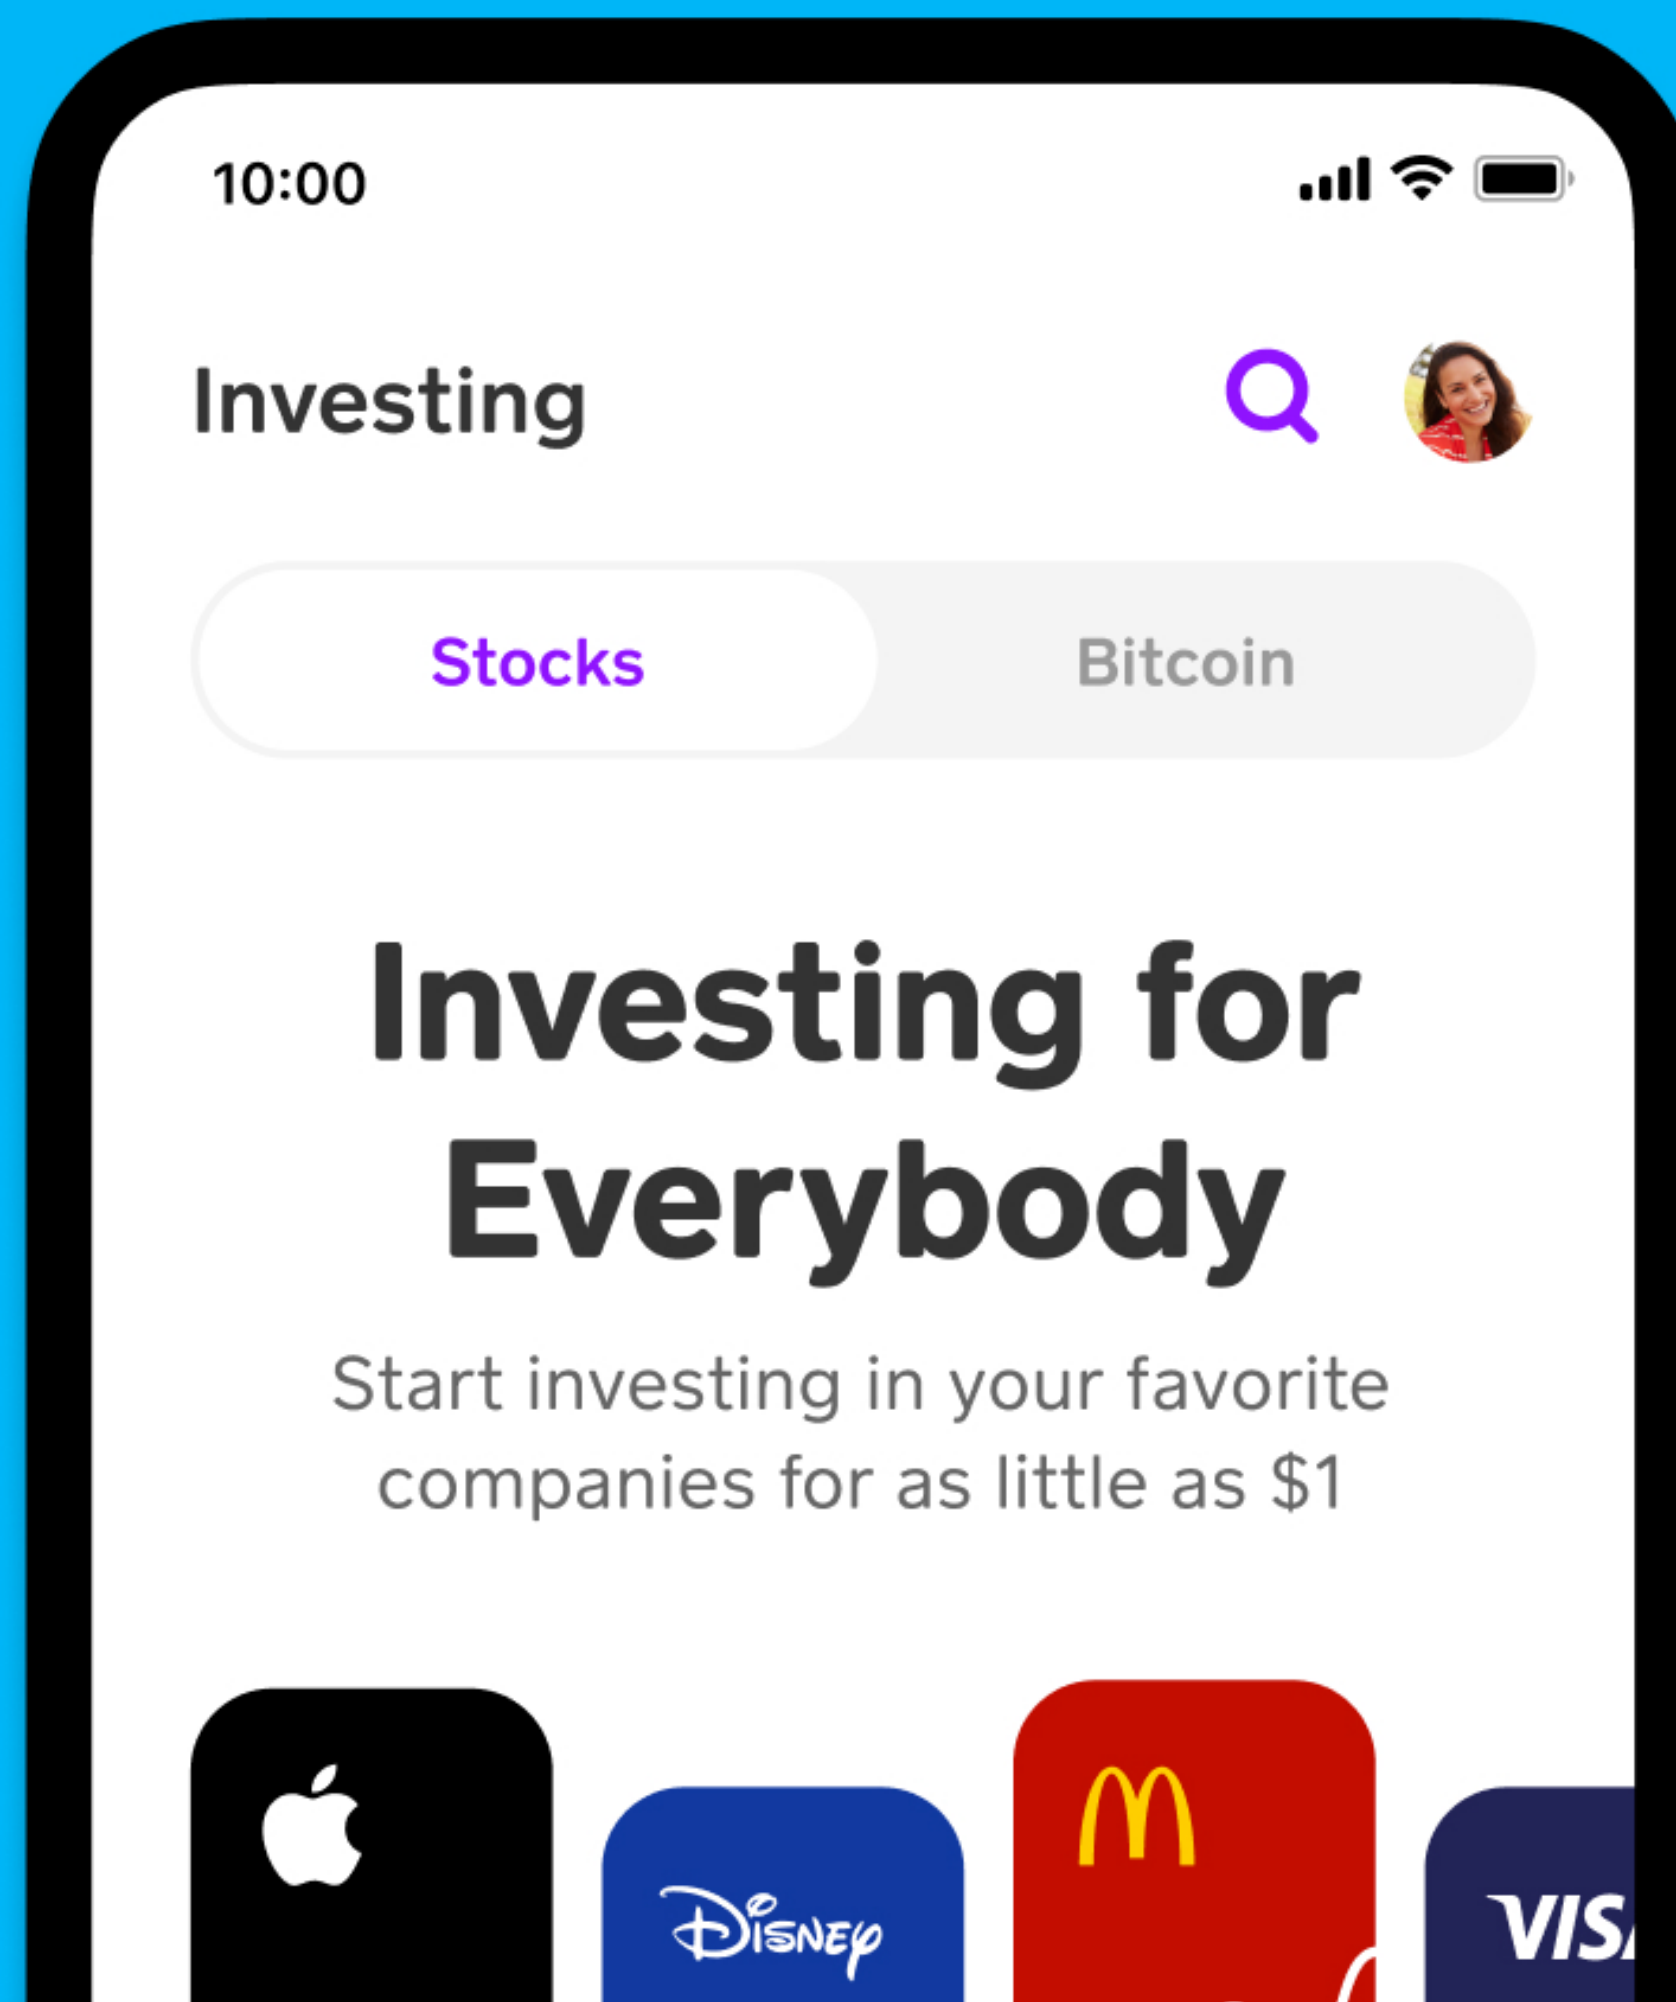 10:00
Investing
Stocks
Bitcoin
Investing for
Everybody
Start investing in your favorite
companies for as little as $1
Disney
VISA